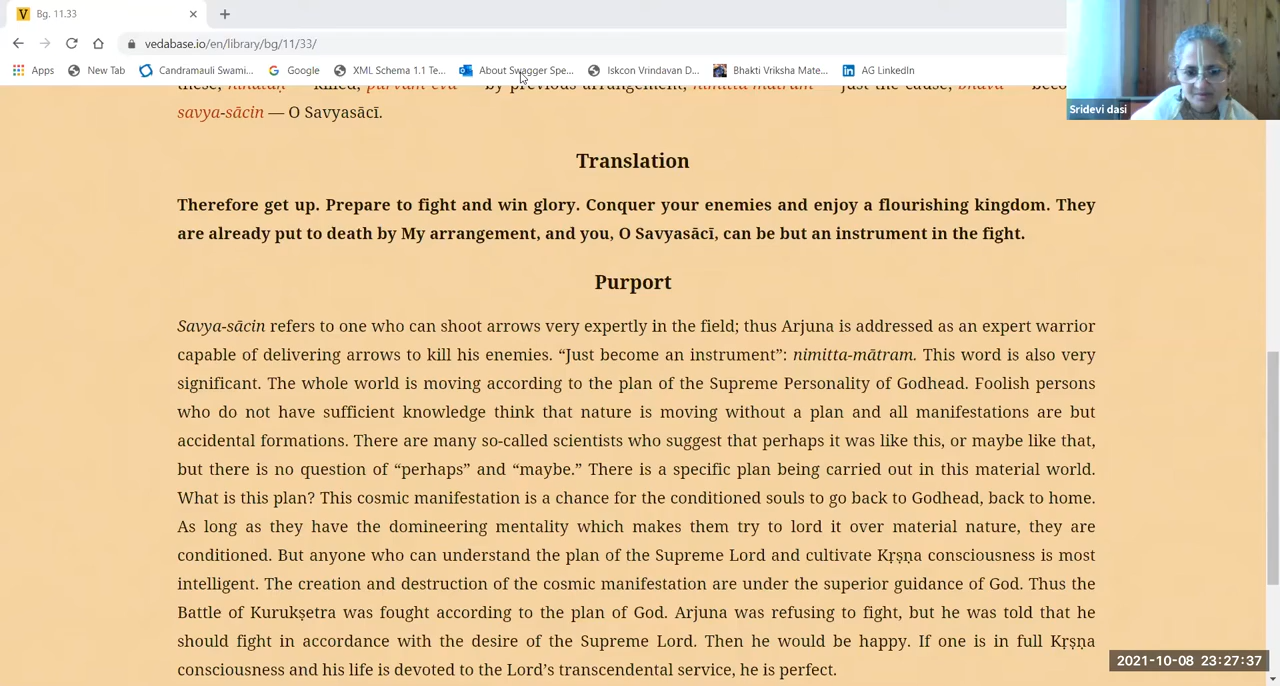 Bg. 11.33
vedabase.io/en/library/bg/11/33/
Apps New Tab Candramauli Swami... Google XML Schema 1.1 Te... About Swagger Spe... Iskcon Vrindavan D... Bhakti Vriksha Mate... AG LinkedIn
these; nihatāḥ — killed; pūrvam eva — by previous arrangement; nimitta-mātram — just the cause; bhava —
savya-sācin — O Savyasācī.
Sridevi dasi
Translation
Therefore get up. Prepare to fight and win glory. Conquer your enemies and enjoy a flourishing kingdom. They
are already put to death by My arrangement, and you, O Savyasācī, can be but an instrument in the fight.
Purport
Savya-sācin refers to one who can shoot arrows very expertly in the field; thus Arjuna is addressed as an expert warrior
capable of delivering arrows to kill his enemies. “Just become an instrument”: nimitta-mātram. This word is also very
significant. The whole world is moving according to the plan of the Supreme Personality of Godhead. Foolish persons
who do not have sufficient knowledge think that nature is moving without a plan and all manifestations are but
accidental formations. There are many so-called scientists who suggest that perhaps it was like this, or maybe like that,
but there is no question of “perhaps” and “maybe.” There is a specific plan being carried out in this material world.
What is this plan? This cosmic manifestation is a chance for the conditioned souls to go back to Godhead, back to home.
As long as they have the domineering mentality which makes them try to lord it over material nature, they are
conditioned. But anyone who can understand the plan of the Supreme Lord and cultivate Kṛṣṇa consciousness is most
intelligent. The creation and destruction of the cosmic manifestation are under the superior guidance of God. Thus the
Battle of Kurukṣetra was fought according to the plan of God. Arjuna was refusing to fight, but he was told that he
should fight in accordance with the desire of the Supreme Lord. Then he would be happy. If one is in full Kṛṣṇa
consciousness and his life is devoted to the Lord’s transcendental service, he is perfect.
2021-10-08 23:27:37